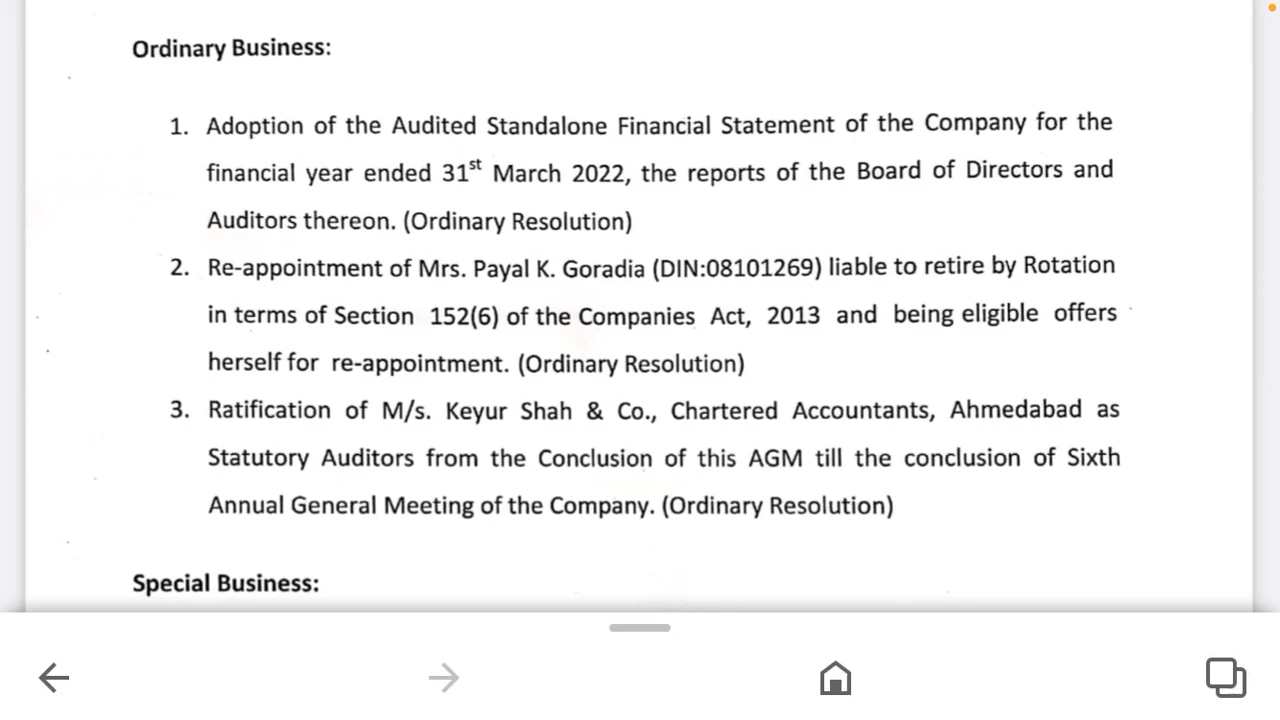 Ordinary Business:
1. Adoption of the Audited Standalone Financial Statement of the Company for the
financial year ended 31st March 2022, the reports of the Board of Directors and
Auditors thereon. (Ordinary Resolution)
2. Re-appointment of Mrs. Payal K. Goradia (DIN:08101269) liable to retire by Rotation
in terms of Section 152(6) of the Companies Act, 2013 and being eligible offers
herself for re-appointment. (Ordinary Resolution)
3. Ratification of M/s. Keyur Shah & Co., Chartered Accountants, Ahmedabad as
Statutory Auditors from the Conclusion of this AGM till the conclusion of Sixth
Annual General Meeting of the Company. (Ordinary Resolution)
Special Business: